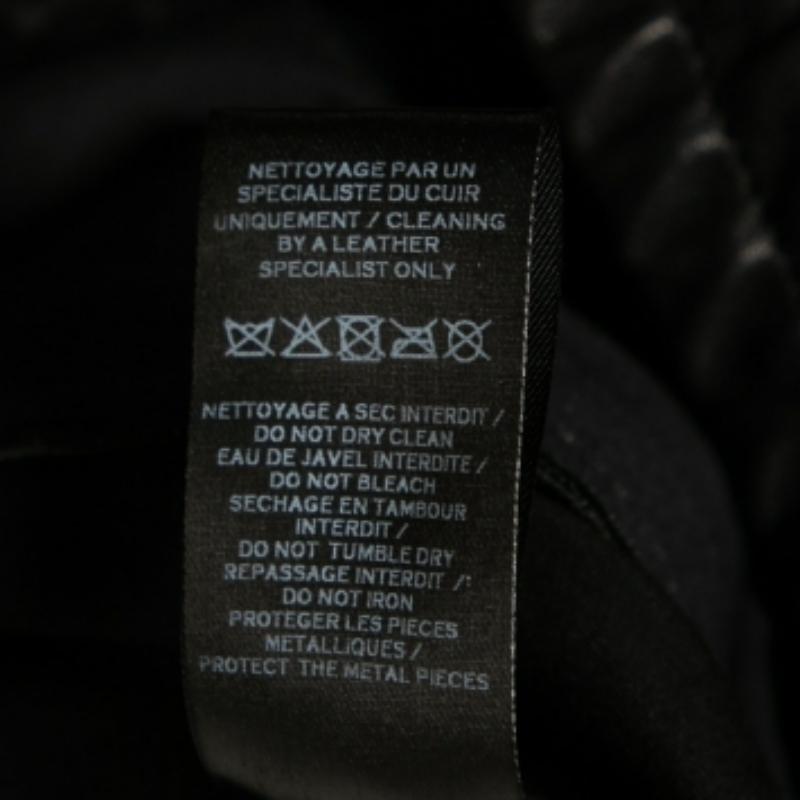 NETTOYAGE PAR UN
SPECIALISTE DU CUIR
UNIQUEMENT / CLEANING
BY A LEATHER
SPECIALIST ONLY
NETTOYAGE A SEC INTERDIT /
DO NOT DRY CLEAN
EAU DE JAVEL INTERDITE /
DO NOT BLEACH
SECHAGE EN TAMBOUR
INTERDIT /
DO NOT TUMBLE DRY
REPASSAGE INTERDIT /
DO NOT IRON
PROTEGER LES PIECES
METALLIQUES /
PROTECT THE METAL PIECES